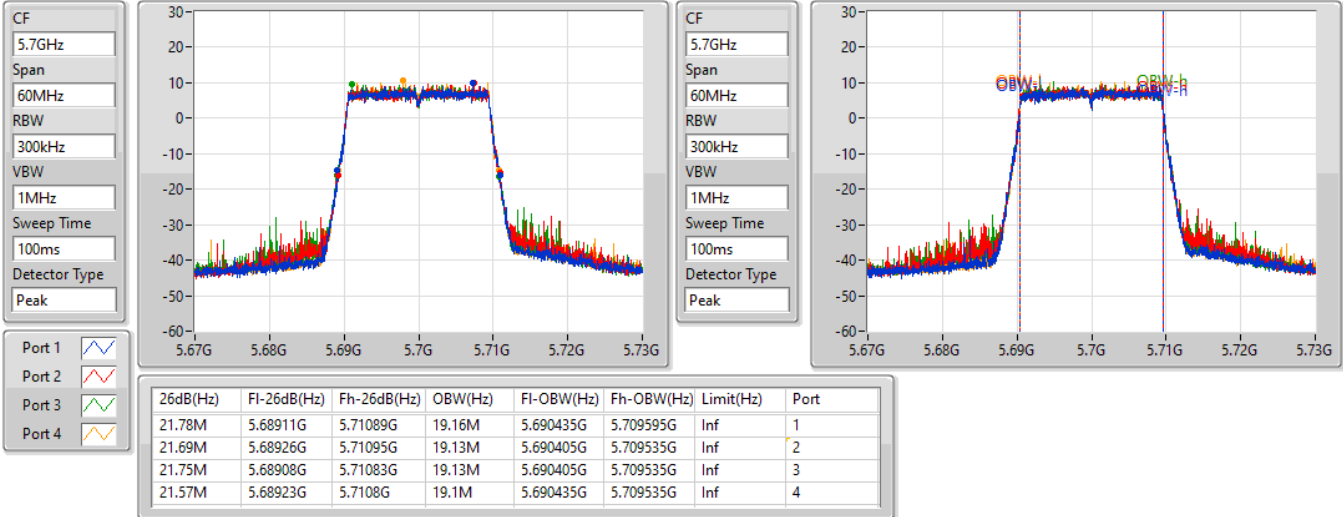 CF
5.7GHz
Span
60MHz
RBW
300kHz
VBW
1MHz
Sweep Time
100ms
Detector Type
Peak
30
20
10
0
-10
-20
-30
-40
-50
-60
5.67G 5.68G 5.69G 5.7G 5.71G 5.72G 5.73G
CF
5.7GHz
Span
60MHz
RBW
300kHz
VBW
1MHz
Sweep Time
100ms
Detector Type
Peak
30
20
10
0
-10
-20
-30
-40
-50
-60
OBW-l OBW-h
5.67G 5.68G 5.69G 5.7G 5.71G 5.72G 5.73G
Port 1
Port 2
Port 3
Port 4
26dB(Hz) Fl-26dB(Hz) Fh-26dB(Hz) OBW(Hz) Fl-OBW(Hz) Fh-OBW(Hz) Limit(Hz) Port
21.78M 5.68911G 5.71089G 19.16M 5.690435G 5.709595G Inf 1
21.69M 5.68926G 5.71095G 19.13M 5.690405G 5.709535G Inf 2
21.75M 5.68908G 5.71083G 19.13M 5.690405G 5.709535G Inf 3
21.57M 5.68923G 5.7108G 19.1M 5.690435G 5.709535G Inf 4